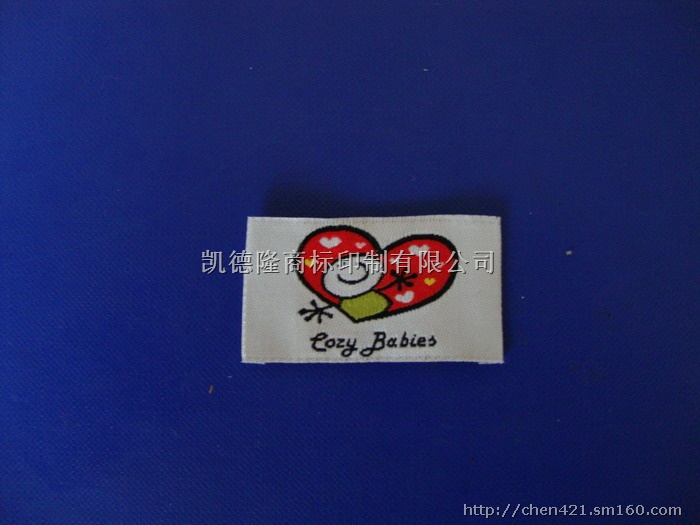 凯德隆商标印制有限公司
Cozy Babies
http://chen421.sm160.com/